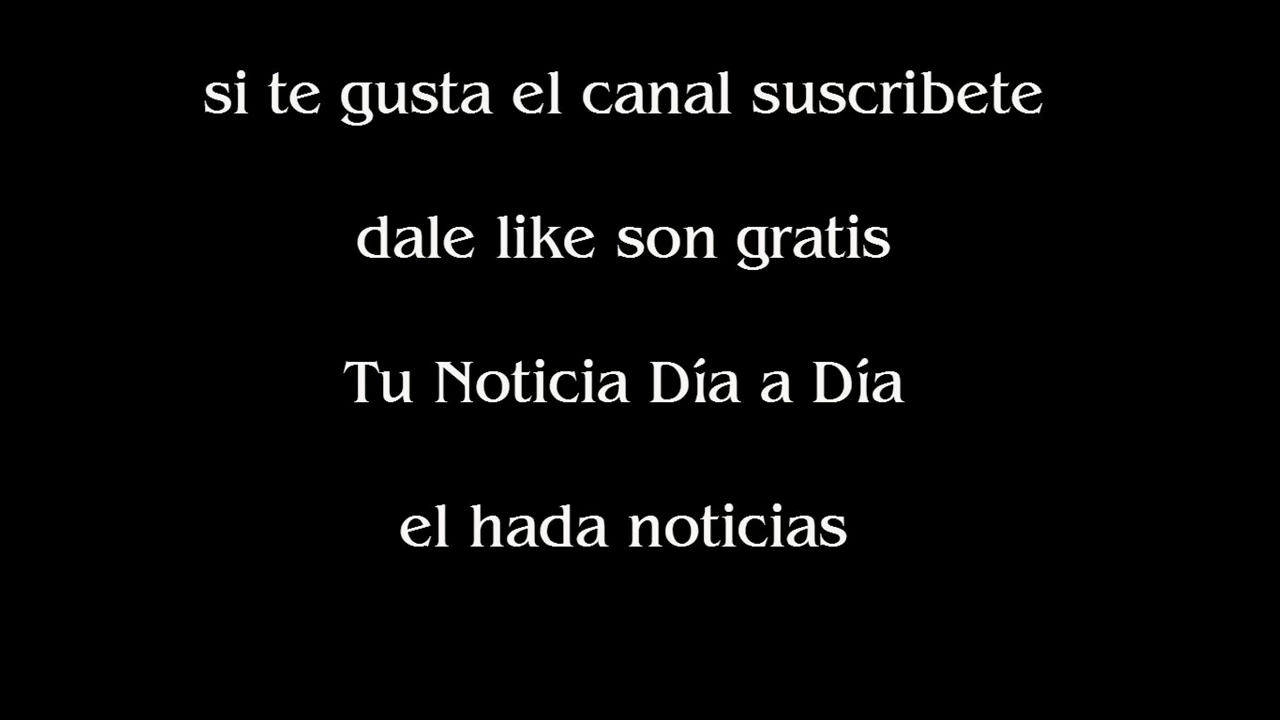 si te gusta el canal suscribete
dale like son gratis
Tu Noticia Día a Día
el hada noticias